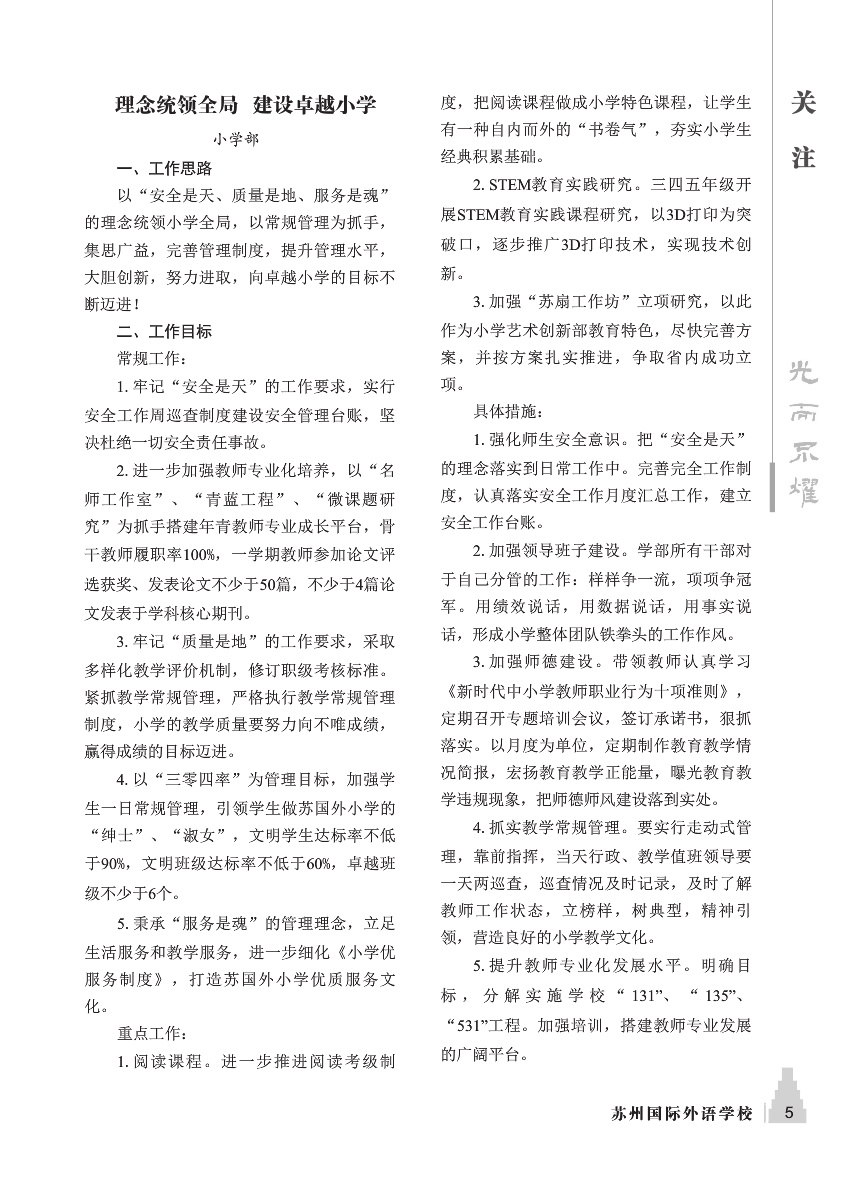 理念统领全局 建设卓越小学
小学部
一、工作思路
以“安全是天、质量是地、服务是魂”
的理念统领小学全局，以常规管理为抓手，
集思广益，完善管理制度，提升管理水平，
大胆创新，努力进取，向卓越小学的目标不
断迈进！
二、工作目标
常规工作：
1. 牢记“安全是天”的工作要求，实行
安全工作周巡查制度建设安全管理台账，坚
决杜绝一切安全责任事故。
2. 进一步加强教师专业化培养，以“名
师工作室”、“青蓝工程”、“微课题研
究”为抓手搭建年青教师专业成长平台，骨
干教师履职率100%，一学期教师参加论文评
选获奖、发表论文不少于50篇，不少于4篇论
文发表于学科核心期刊。
3. 牢记“质量是地”的工作要求，采取
多样化教学评价机制，修订职级考核标准。
紧抓教学常规管理，严格执行教学常规管理
制度，小学的教学质量要努力向不唯成绩，
赢得成绩的目标迈进。
4. 以“三零四率”为管理目标，加强学
生一日常规管理，引领学生做苏国外小学的
“绅士”、“淑女”，文明学生达标率不低
于90%，文明班级达标率不低于60%，卓越班
级不少于6个。
5. 秉承“服务是魂”的管理理念，立足
生活服务和教学服务，进一步细化《小学优
服务制度》，打造苏国外小学优质服务文
化。
重点工作：
1. 阅读课程。进一步推进阅读考级制
度，把阅读课程做成小学特色课程，让学生
有一种自内而外的“书卷气”，夯实小学生
经典积累基础。
2. STEM教育实践研究。三四五年级开
展STEM教育实践课程研究，以3D打印为突
破口，逐步推广3D打印技术，实现技术创
新。
3. 加强“苏扇工作坊”立项研究，以此
作为小学艺术创新部教育特色，尽快完善方
案，并按方案扎实推进，争取省内成功立
项。
具体措施：
1. 强化师生安全意识。把“安全是天”
的理念落实到日常工作中。完善完全工作制
度，认真落实安全工作月度汇总工作，建立
安全工作台账。
2. 加强领导班子建设。学部所有干部对
于自己分管的工作：样样争一流，项项争冠
军。用绩效说话，用数据说话，用事实说
话，形成小学整体团队铁拳头的工作作风。
3. 加强师德建设。带领教师认真学习
《新时代中小学教师职业行为十项准则》，
定期召开专题培训会议，签订承诺书，狠抓
落实。以月度为单位，定期制作教育教学情
况简报，宏扬教育教学正能量，曝光教育教
学违规现象，把师德师风建设落到实处。
4. 抓实教学常规管理。要实行走动式管
理，靠前指挥，当天行政、教学值班领导要
一天两巡查，巡查情况及时记录，及时了解
教师工作状态，立榜样，树典型，精神引
领，营造良好的小学教学文化。
5. 提升教师专业化发展水平。明确目
标，分解实施学校“131”、“135”、
“531”工程。加强培训，搭建教师专业发展
的广阔平台。
关注
光而不耀
苏州国际外语学校 5